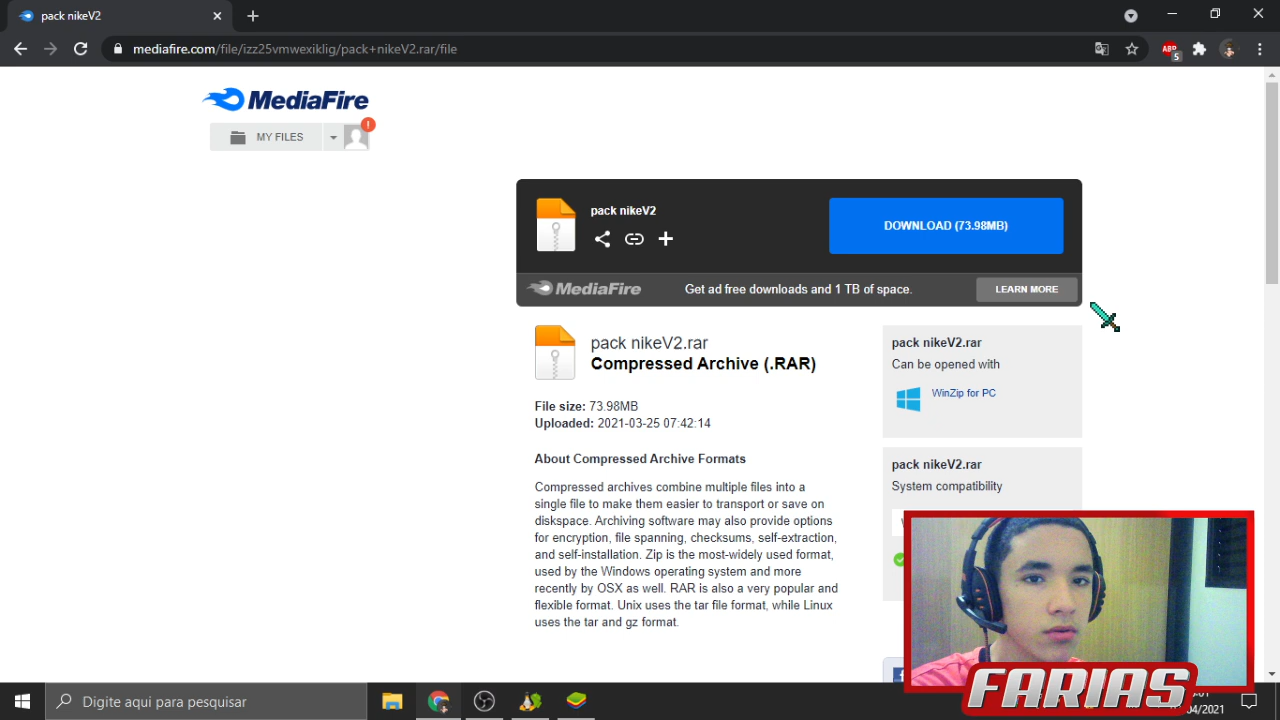 pack nikeV2
mediafire.com/file/izz25vmwexiklig/pack+nikeV2.rar/file
ABP
5
MediaFire
MY FILES
!
pack nikeV2
DOWNLOAD (73.98MB)
MediaFire
Get ad free downloads and 1 TB of space.
LEARN MORE
pack nikeV2.rar
Compressed Archive (.RAR)
File size: 73.98MB
Uploaded: 2021-03-25 07:42:14
About Compressed Archive Formats
Compressed archives combine multiple files into a
single file to make them easier to transport or save on
diskspace. Archiving software may also provide options
for encryption, file spanning, checksums, self-extraction,
and self-installation. Zip is the most-widely used format,
used by the Windows operating system and more
recently by OSX as well. RAR is also a very popular and
flexible format. Unix uses the tar file format, while Linux
uses the tar and gz format.
pack nikeV2.rar
Can be opened with
WinZip for PC
pack nikeV2.rar
System compatibility
FARIAS
Digite aqui para pesquisar
04/2021